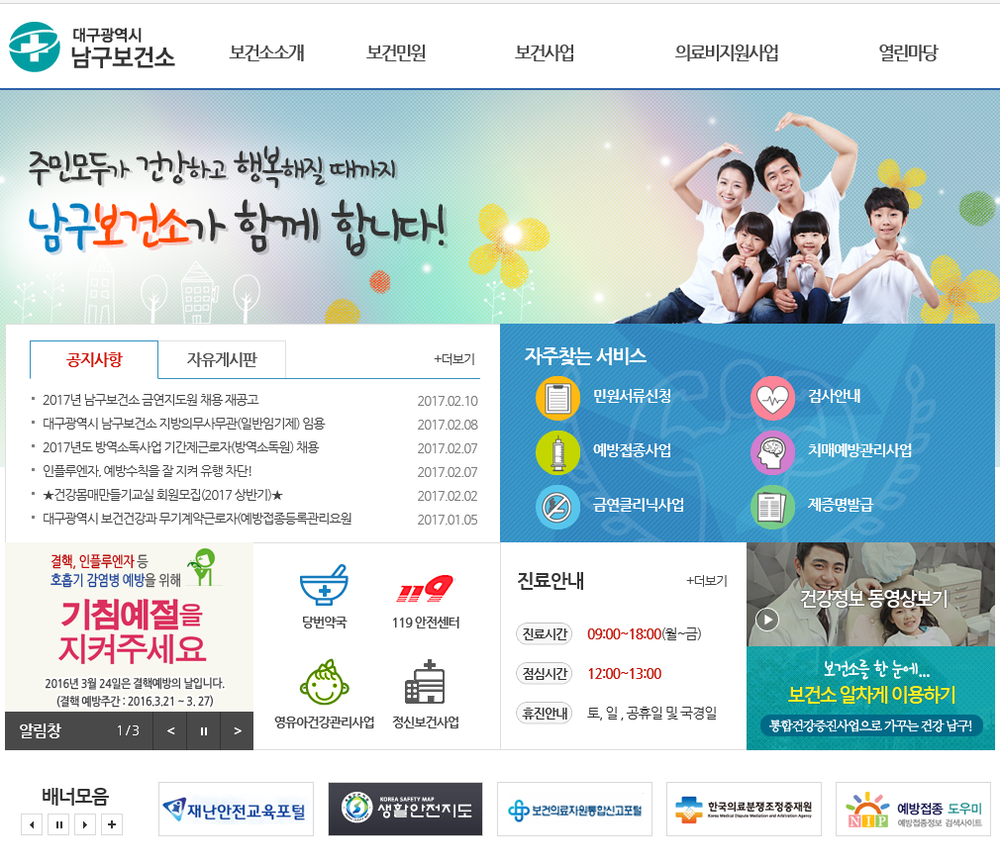 대구광역시
남구보건소
보건소소개 보건민원 보건사업 의료비지원사업 열린마당
주민모두가 건강하고 행복해질 때까지
남구보건소가 함께 합니다!
공지사항 자유게시판 +더보기
2017년 남구보건소 금연지도원 채용 재공고 2017.02.10
대구광역시 남구보건소 지방의무사무관(일반임기제) 임용 2017.02.08
2017년도 방역소독사업 기간제근로자(방역소독원) 채용 2017.02.07
인플루엔자, 예방수칙을 잘 지켜 유행 차단! 2017.02.07
★건강몸매만들기교실 회원모집(2017 상반기)★ 2017.02.02
대구광역시 보건건강과 무기계약근로자(예방접종등록관리요원 2017.01.05
자주찾는 서비스
민원서류신청 검사안내
예방접종사업 치매예방관리사업
금연클리닉사업 제증명발급
결핵, 인플루엔자 등
호흡기 감염병 예방을 위해
기침예절을
지켜주세요
2016년 3월 24일은 결핵예방의 날입니다.
(결핵 예방주간 : 2016.3.21 ~ 3. 27)
알림창 1 / 3 < >
당번약국 119 안전센터
영유아건강관리사업 정신보건사업
진료안내 +더보기
진료시간 09:00~18:00(월~금)
점심시간 12:00~13:00
휴진안내 토, 일 , 공휴일 및 국경일
건강정보 동영상보기
보건소를 한 눈에...
보건소 알차게 이용하기
통합건강증진사업으로 가꾸는 건강 남구!
배너모음
재난안전교육포털
KOREA SAFETY MAP
생활안전지도
보건의료자원통합신고포털
한국의료분쟁조정중재원
Korea Medical Dispute Mediation and Arbitration Agency
NIP
예방접종 도우미
예방접종정보 검색사이트